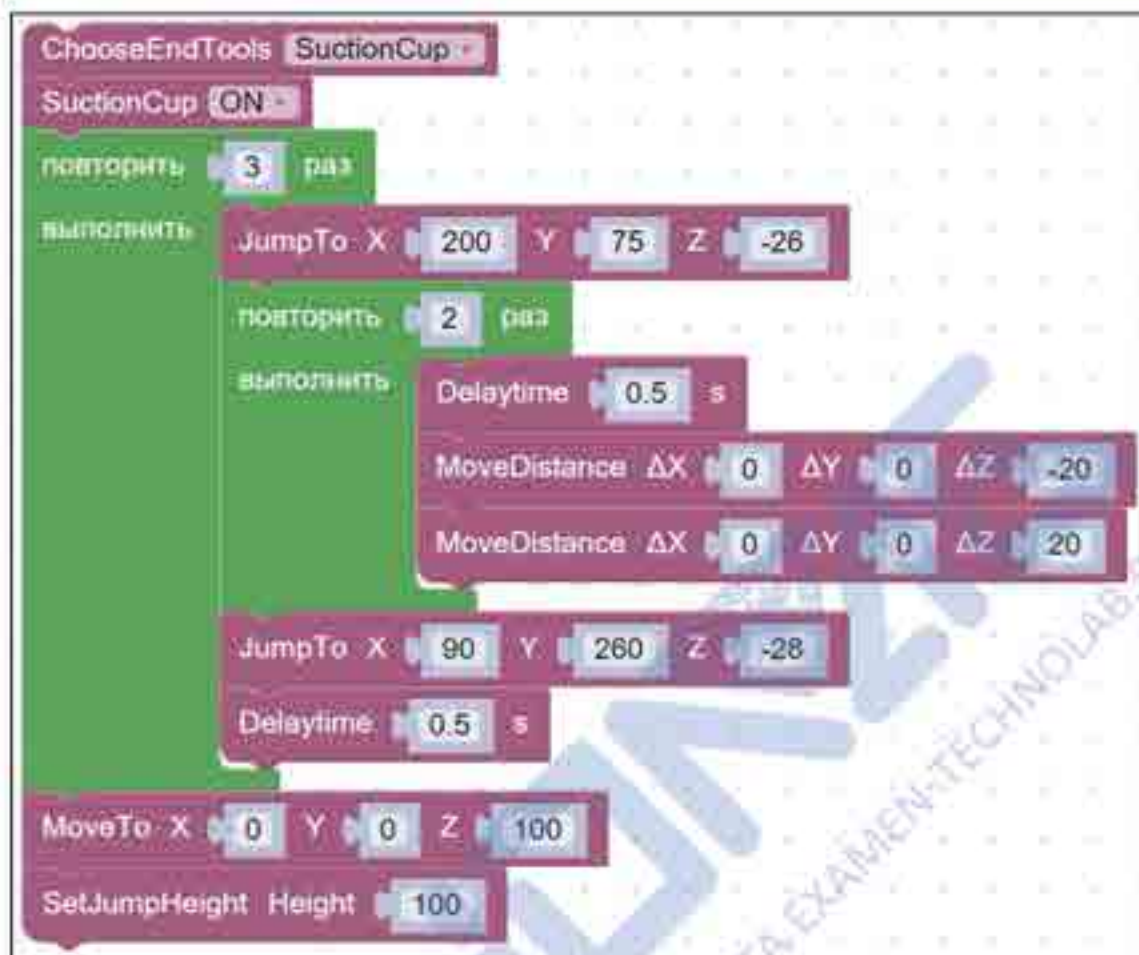 ChooseEndTools SuctionCup
SuctionCup ON
повторить 3 раз
выполнить JumpTo X 200 Y 75 Z -26
повторить 2 раз
выполнить Delaytime 0.5 s
MoveDistance ΔX 0 ΔY 0 ΔZ -20
MoveDistance ΔX 0 ΔY 0 ΔZ 20
JumpTo X 90 Y 260 Z -28
Delaytime 0.5 s
MoveTo X 0 Y 0 Z 100
SetJumpHeight Height 100